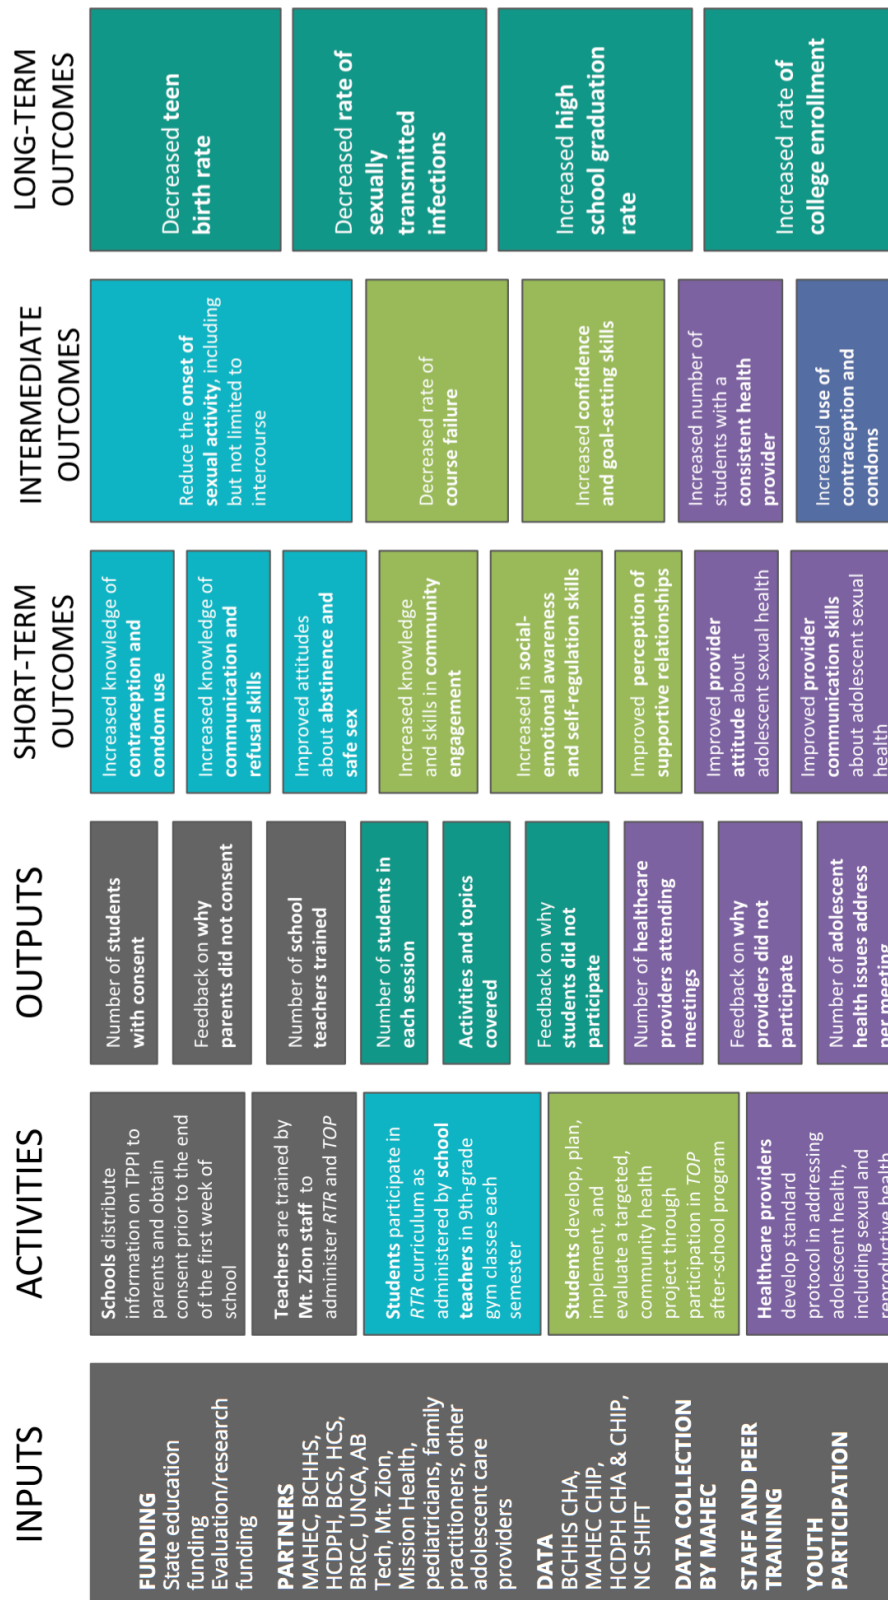 INPUTS
FUNDING
State education
funding
Evaluation/research
funding
PARTNERS
MAHEC, BCHHS,
HCDPH, BCS, HCS,
BRCC, UNCA, AB
Tech, Mt. Zion,
Mission Health,
pediatricians, family
practitioners, other
adolescent care
providers
DATA
BCHHS CHA,
MAHEC CHIP,
HCDPH CHA & CHIP,
NC SHIFT
DATA COLLECTION
BY MAHEC
STAFF AND PEER
TRAINING
YOUTH
PARTICIPATION
ACTIVITIES
Schools distribute
information on TPPI to
parents and obtain
consent prior to the end
of the first week of
school
Teachers are trained by
Mt. Zion staff to
administer RTR and TOP
Students participate in
RTR curriculum as
administered by school
teachers in 9th-grade
gym classes each
semester
Students develop, plan,
implement, and
evaluate a targeted,
community health
project through
participation in TOP
after-school program
Healthcare providers
develop standard
protocol in addressing
adolescent health,
including sexual and
reproductive health
OUTPUTS
Number of students
with consent
Feedback on why
parents did not consent
Number of school
teachers trained
Number of students in
each session
Activities and topics
covered
Feedback on why
students did not
participate
Number of healthcare
providers attending
meetings
Feedback on why
providers did not
participate
Number of adolescent
health issues address
per meeting
SHORT-TERM
OUTCOMES
Increased knowledge of
contraception and
condom use
Increased knowledge of
communication and
refusal skills
Improved attitudes
about abstinence and
safe sex
Increased knowledge
and skills in community
engagement
Increased in social-
emotional awareness
and self-regulation skills
Improved perception of
supportive relationships
Improved provider
attitude about
adolescent sexual health
Improved provider
communication skills
about adolescent sexual
health
INTERMEDIATE
OUTCOMES
Reduce the onset of
sexual activity, including
but not limited to
intercourse
Decreased rate of
course failure
Increased confidence
and goal-setting skills
Increased number of
students with a
consistent health
provider
Increased use of
contraception and
condoms
LONG-TERM
OUTCOMES
Decreased teen
birth rate
Decreased rate of
sexually
transmitted
infections
Increased high
school graduation
rate
Increased rate of
college enrollment